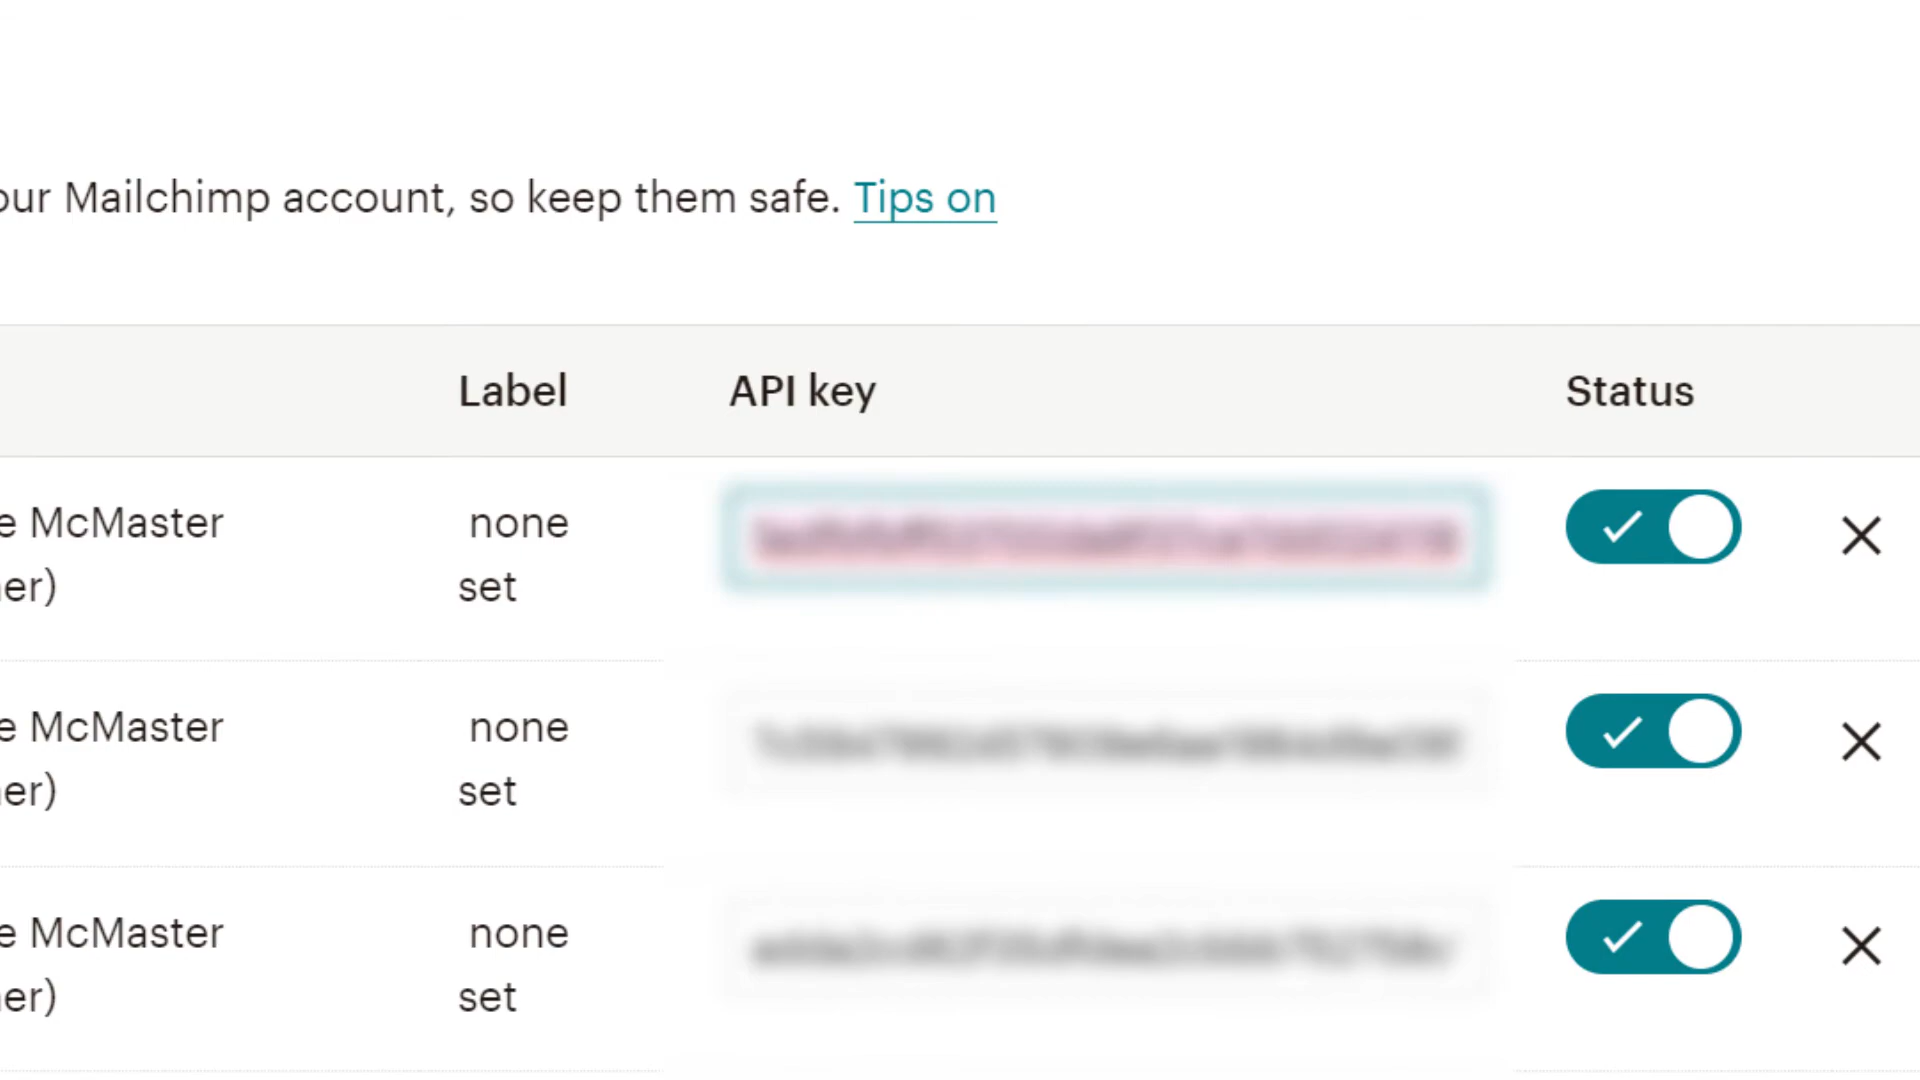 our Mailchimp account, so keep them safe. Tips on
Label API key Status
e McMaster none
er) set
e McMaster none
er) set
e McMaster none
er) set